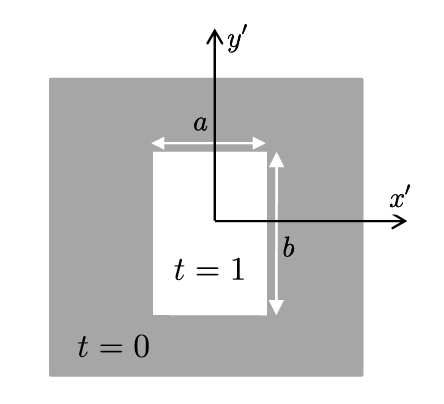 y′
a
x′
b
t = 1
t = 0